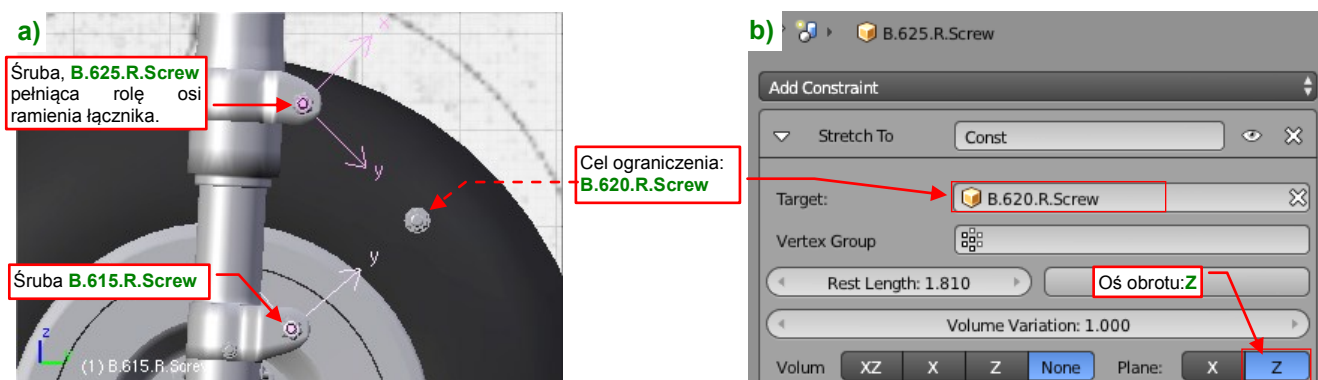 a)
Śruba, B.625.R.Screw
pełniąca rolę osi
ramienia łącznika.
x
y
Cel ograniczenia:
B.620.R.Screw
Śruba B.615.R.Screw
y
z
(1) B.615.R.Screw
b)
B.625.R.Screw
Add Constraint
Stretch To Const
Target: B.620.R.Screw
Vertex Group
Rest Length: 1.810
Oś obrotu:Z
Volume Variation: 1.000
Volum XZ X Z None Plane: X Z